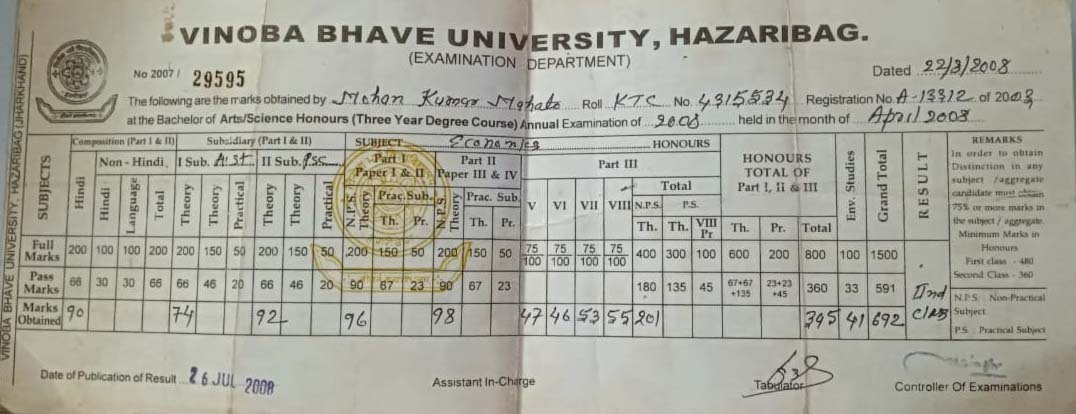 VINOBA BHAVE UNIVERSITY, HAZARIBAG.
(EXAMINATION DEPARTMENT)
No 2007 / 29595
Dated 22/3/2008
The following are the marks obtained by Mohan Kumar Mahato Roll KTC No. 4315534 Registration No. A-13312 of 2003
at the Bachelor of Arts/Science Honours (Three Year Degree Course) Annual Examination of 2008 held in the month of April 2008
VINOBA BHAVE UNIVERSITY, HAZARIBAG (JHARKHAND)
SUBJECTS
Composition (Part I & II) Subsidiary (Part I & II) SUBJECT Economics HONOURS
Non - Hindi, I Sub. Hist. II Sub. Pss Part I Paper I & II Part II Paper III & IV Part III HONOURS TOTAL OF Part I, II & III Env. Studies Grand Total RESULT
Hindi Hindi Language Total Theory Theory Practical Theory Theory Practical N.P.S. Theory Prac. Sub. Th. Pr. N.P.S. Theory Prac. Sub. Th. Pr. V VI VII VIII Total N.P.S. Th. P.S. Th. VIII Pr Th. Pr. Total
Full Marks 200 100 100 200 200 150 50 200 150 50 200 150 50 200 150 50 75/100 75/100 75/100 75/100 400 300 100 600 200 800 100 1500
Pass Marks 66 30 30 66 66 46 20 66 46 20 90 67 23 90 67 23 180 135 45 67+67+135 23+23+45 360 33 591
Marks Obtained 90 74 92 96 98 47 46 53 55 201 395 41 692 IInd Class
REMARKS
In order to obtain
Distinction in any
subject / aggregate
candidate must obtain
75% or more marks in
the subject / aggregate.
Minimum Marks in
Honours
First class - 480
Second Class - 360
N.P.S. Non-Practical
Subject
P.S. Practical Subject
Date of Publication of Result 26 JUL 2008
Assistant In-Charge
Tabulator
Controller Of Examinations